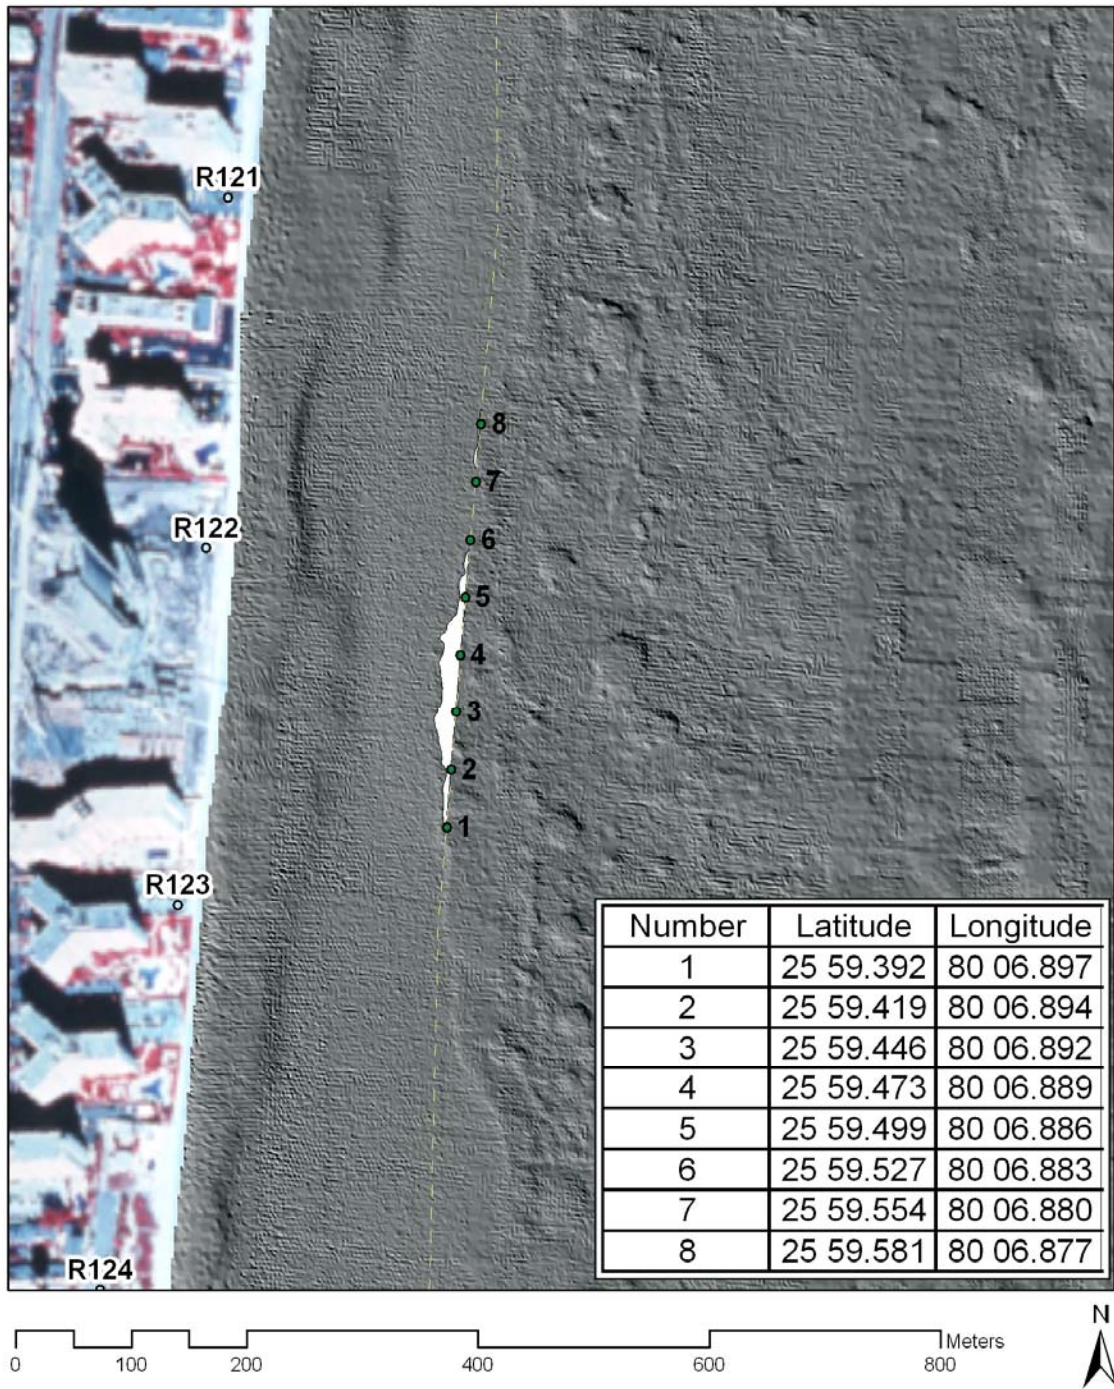 R121
8
7
R122
6
5
4
3
2
1
R123
Number Latitude Longitude
1 25 59.392 80 06.897
2 25 59.419 80 06.894
3 25 59.446 80 06.892
4 25 59.473 80 06.889
5 25 59.499 80 06.886
6 25 59.527 80 06.883
7 25 59.554 80 06.880
8 25 59.581 80 06.877
R124
N
Meters
0 100 200 400 600 800